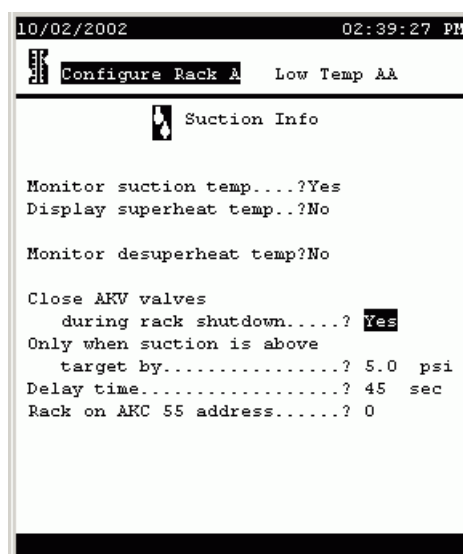 10/02/2002 02:39:27 PM
Configure Rack A Low Temp AA
Suction Info
Monitor suction temp....?Yes
Display superheat temp..?No
Monitor desuperheat temp?No
Close AKV valves
during rack shutdown.....? Yes
Only when suction is above
target by................? 5.0 psi
Delay time..................? 45 sec
Rack on AKC 55 address......? 0